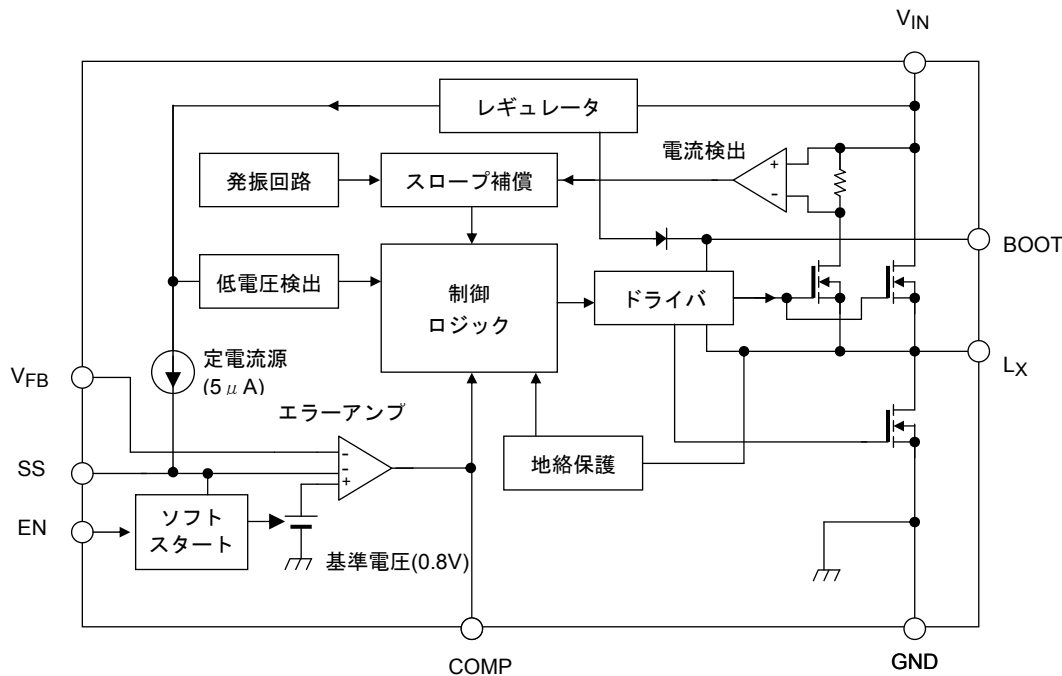 VIN
レギュレータ
電流検出
+
-
発振回路
スロープ補償
BOOT
低電圧検出
制御
ロジック
ドライバ
定電流源
(5μA)
VFB
LX
エラーアンプ
-
-
+
SS
地絡保護
EN
ソフト
スタート
基準電圧(0.8V)
COMP
GND